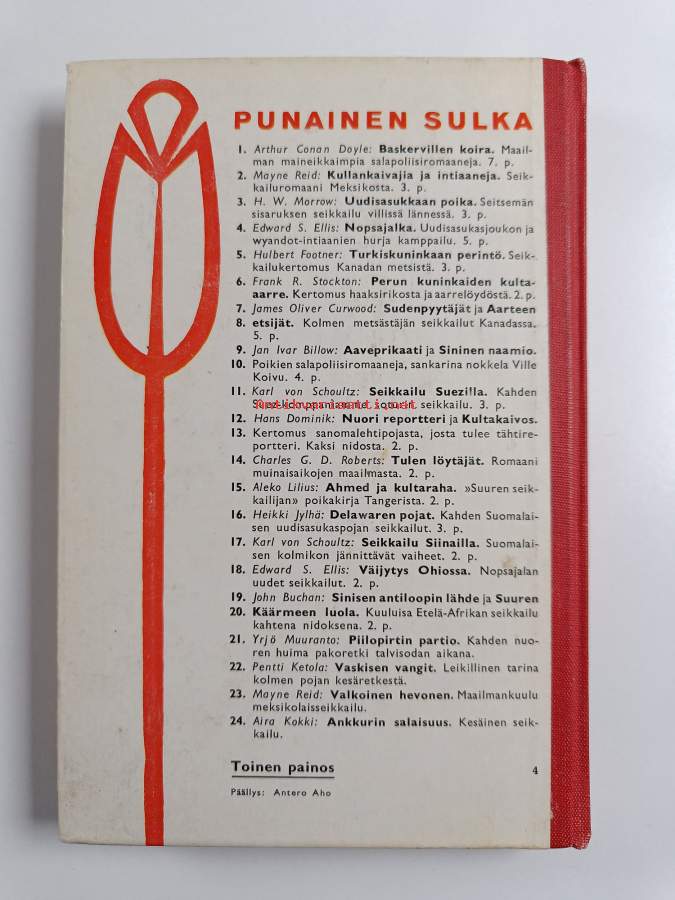 PUNAINEN SULKA
1. Arthur Conan Doyle: Baskervillen koira. Maail-
man maineikkaimpia salapoliisiromaaneja. 7. p.
2. Mayne Reid: Kullankaivajia ja intiaaneja. Seik-
kailuromaani Meksikosta. 3. p.
3. H. W. Morrow: Uudisasukkaan poika. Seitsemän
sisaruksen seikkailu villissä lännessä. 3. p.
4. Edward S. Ellis: Nopsajalka. Uudisasukasjoukon ja
wyandot-intiaanien hurja kamppailu. 5. p.
5. Hulbert Footner: Turkiskuninkaan perintö. Seik-
kailukertomus Kanadan metsistä. 3. p.
6. Frank R. Stockton: Perun kuninkaiden kulta-
aarre. Kertomus haaksirikosta ja aarrelöydöstä. 2. p.
7. James Oliver Curwood: Sudenpyytäjät ja Aarteen
8. etsijät. Kolmen metsästäjän seikkailut Kanadassa.
5. p.
9. Jan Ivar Billow: Aaveprikaati ja Sininen naamio.
10. Poikien salapoliisiromaaneja, sankarina nokkela Ville
Koivu. 4. p.
11. Karl von Schoultz: Seikkailu Suezilla. Kahden
seikkailu. 3. p.
Antikvariaatti.net
12. Hans Dominik: Nuori reportteri ja Kultakaivos.
13. Kertomus sanomalehtipojasta, josta tulee tähtire-
portteri. Kaksi nidosta. 2. p.
14. Charles G. D. Roberts: Tulen löytäjät. Romaani
muinaisaikojen maailmasta. 2. p.
15. Aleko Lilius: Ahmed ja kultaraha. »Suuren seik-
kailijan» poikakirja Tangerista. 2. p.
16. Heikki Jylhä: Delawaren pojat. Kahden Suomalai-
sen uudisasukaspojan seikkailut. 3. p.
17. Karl von Schoultz: Seikkailu Siinailla. Suomalai-
sen kolmikon jännittävät vaiheet. 2. p.
18. Edward S. Ellis: Väijytys Ohiossa. Nopsajalan
uudet seikkailut. 2. p.
19. John Buchan: Sinisen antiloopin lähde ja Suuren
20. Käärmeen luola. Kuuluisa Etelä-Afrikan seikkailu
kahtena nidoksena. 2. p.
21. Yrjö Muuranto: Piilopirtin partio. Kahden nuo-
ren huima pakoretki talvisodan aikana.
22. Pentti Ketola: Vaskisen vangit. Leikillinen tarina
kolmen pojan kesäretkestä.
23. Mayne Reid: Valkoinen hevonen. Maailmankuulu
meksikolaisseikkailu.
24. Aira Kokki: Ankkurin salaisuus. Kesäinen seik-
kailu.
Toinen painos
4
Päällys: Antero Aho